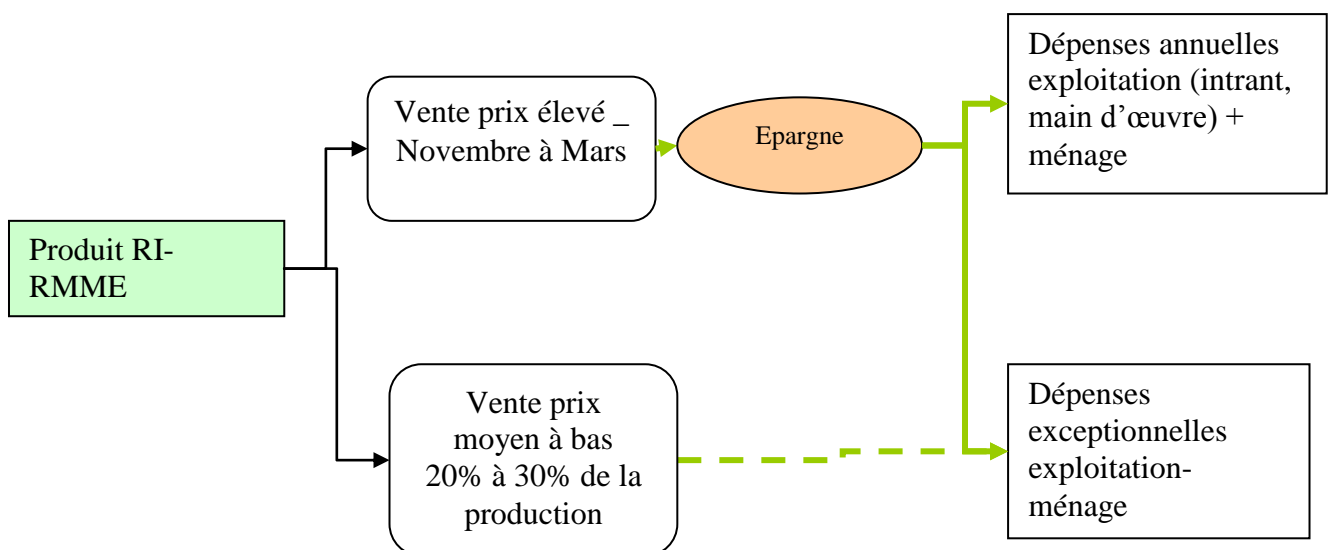 Produit RI-
RMME
Vente prix élevé _
Novembre à Mars
Epargne
Dépenses annuelles
exploitation (intrant,
main d’œuvre) +
ménage
Vente prix
moyen à bas
20% à 30% de la
production
Dépenses
exceptionnelles
exploitation-
ménage